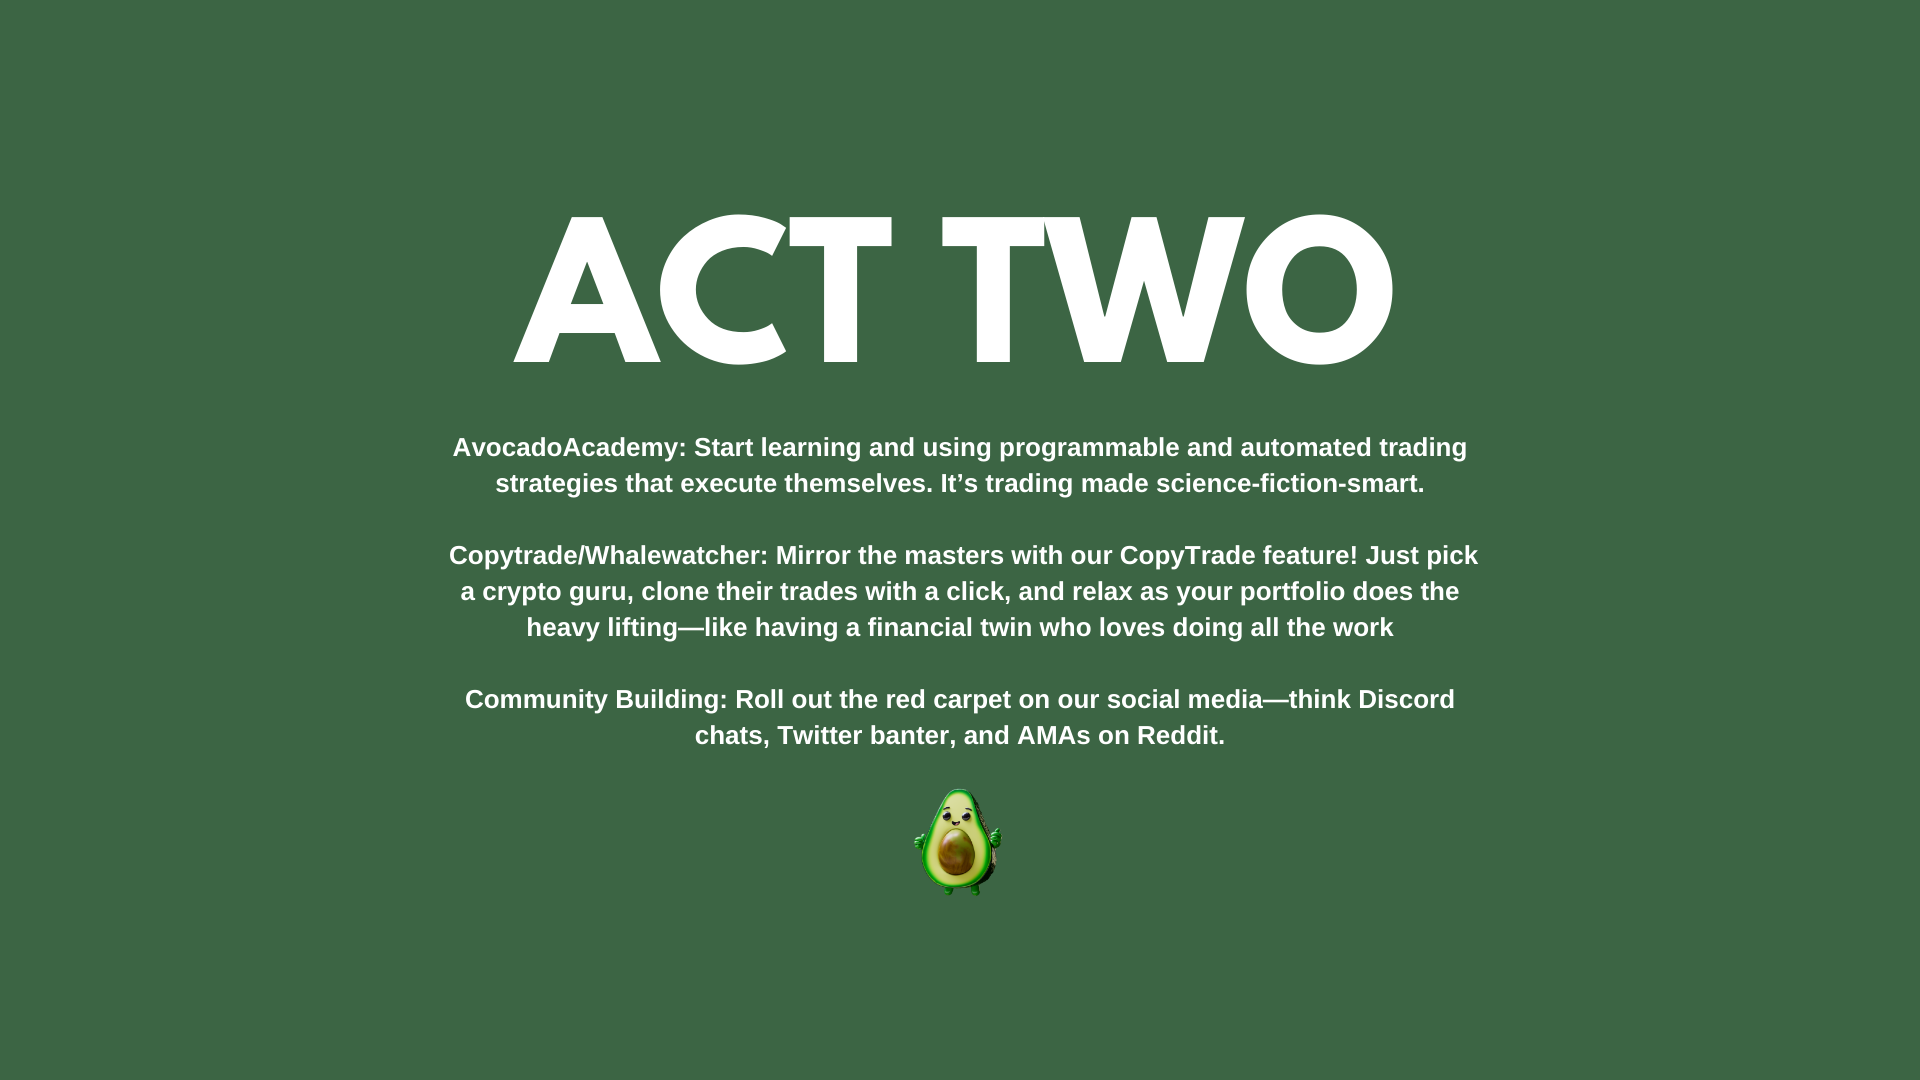 ACT TWO
AvocadoAcademy: Start learning and using programmable and automated trading
strategies that execute themselves. It’s trading made science-fiction-smart.
Copytrade/Whalewatcher: Mirror the masters with our CopyTrade feature! Just pick
a crypto guru, clone their trades with a click, and relax as your portfolio does the
heavy lifting—like having a financial twin who loves doing all the work
Community Building: Roll out the red carpet on our social media—think Discord
chats, Twitter banter, and AMAs on Reddit.